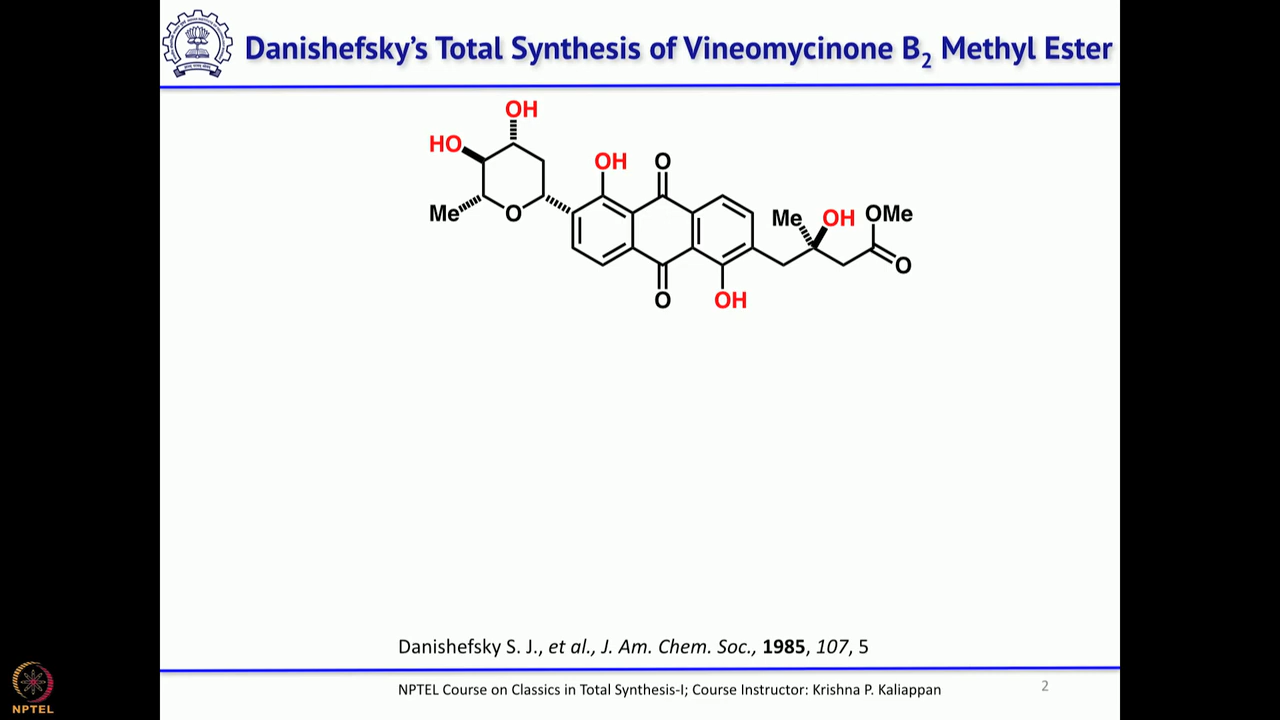 Danishefsky's Total Synthesis of Vineomycinone B₂ Methyl Ester
OH
HO
OH
O
Me
O
Me
OH
OMe
O
O
OH
Danishefsky S. J., et al., J. Am. Chem. Soc., 1985, 107, 5
NPTEL Course on Classics in Total Synthesis-I; Course Instructor: Krishna P. Kaliappan
2
NPTEL